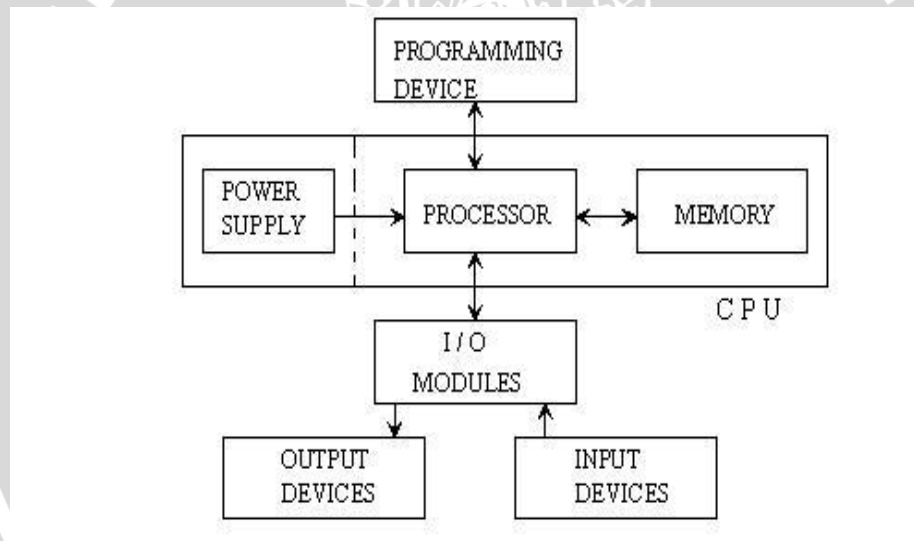 PROGRAMMING
DEVICE
POWER
SUPPLY
PROCESSOR
MEMORY
C P U
I / O
MODULES
OUTPUT
DEVICES
INPUT
DEVICES